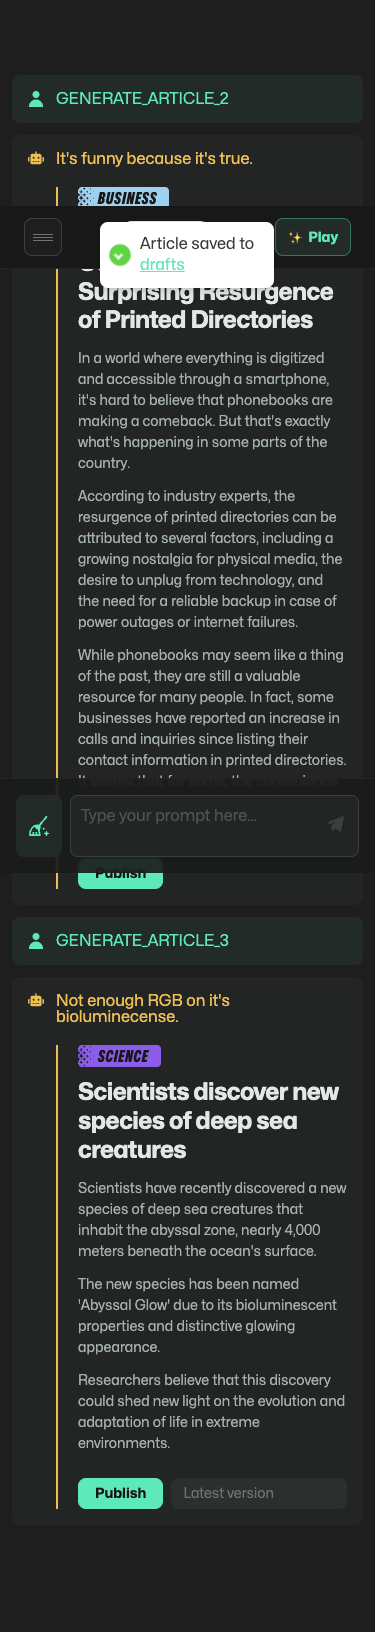 GENERATE_ARTICLE_2
It's funny because it's true.
BUSINESS
Article saved to
drafts
Play
Surprising Resurgence
of Printed Directories
In a world where everything is digitized
and accessible through a smartphone,
it's hard to believe that phonebooks are
making a comeback. But that's exactly
what's happening in some parts of the
country.
According to industry experts, the
resurgence of printed directories can be
attributed to several factors, including a
growing nostalgia for physical media, the
desire to unplug from technology, and
the need for a reliable backup in case of
power outages or internet failures.
While phonebooks may seem like a thing
of the past, they are still a valuable
resource for many people. In fact, some
businesses have reported an increase in
calls and inquiries since listing their
contact information in printed directories.
It seems that for some, the convenience
Type your prompt here...
Publish
GENERATE_ARTICLE_3
Not enough RGB on it's
bioluminecense.
SCIENCE
Scientists discover new
species of deep sea
creatures
Scientists have recently discovered a new
species of deep sea creatures that
inhabit the abyssal zone, nearly 4,000
meters beneath the ocean's surface.
The new species has been named
'Abyssal Glow' due to its bioluminescent
properties and distinctive glowing
appearance.
Researchers believe that this discovery
could shed new light on the evolution and
adaptation of life in extreme
environments.
Publish
Latest version